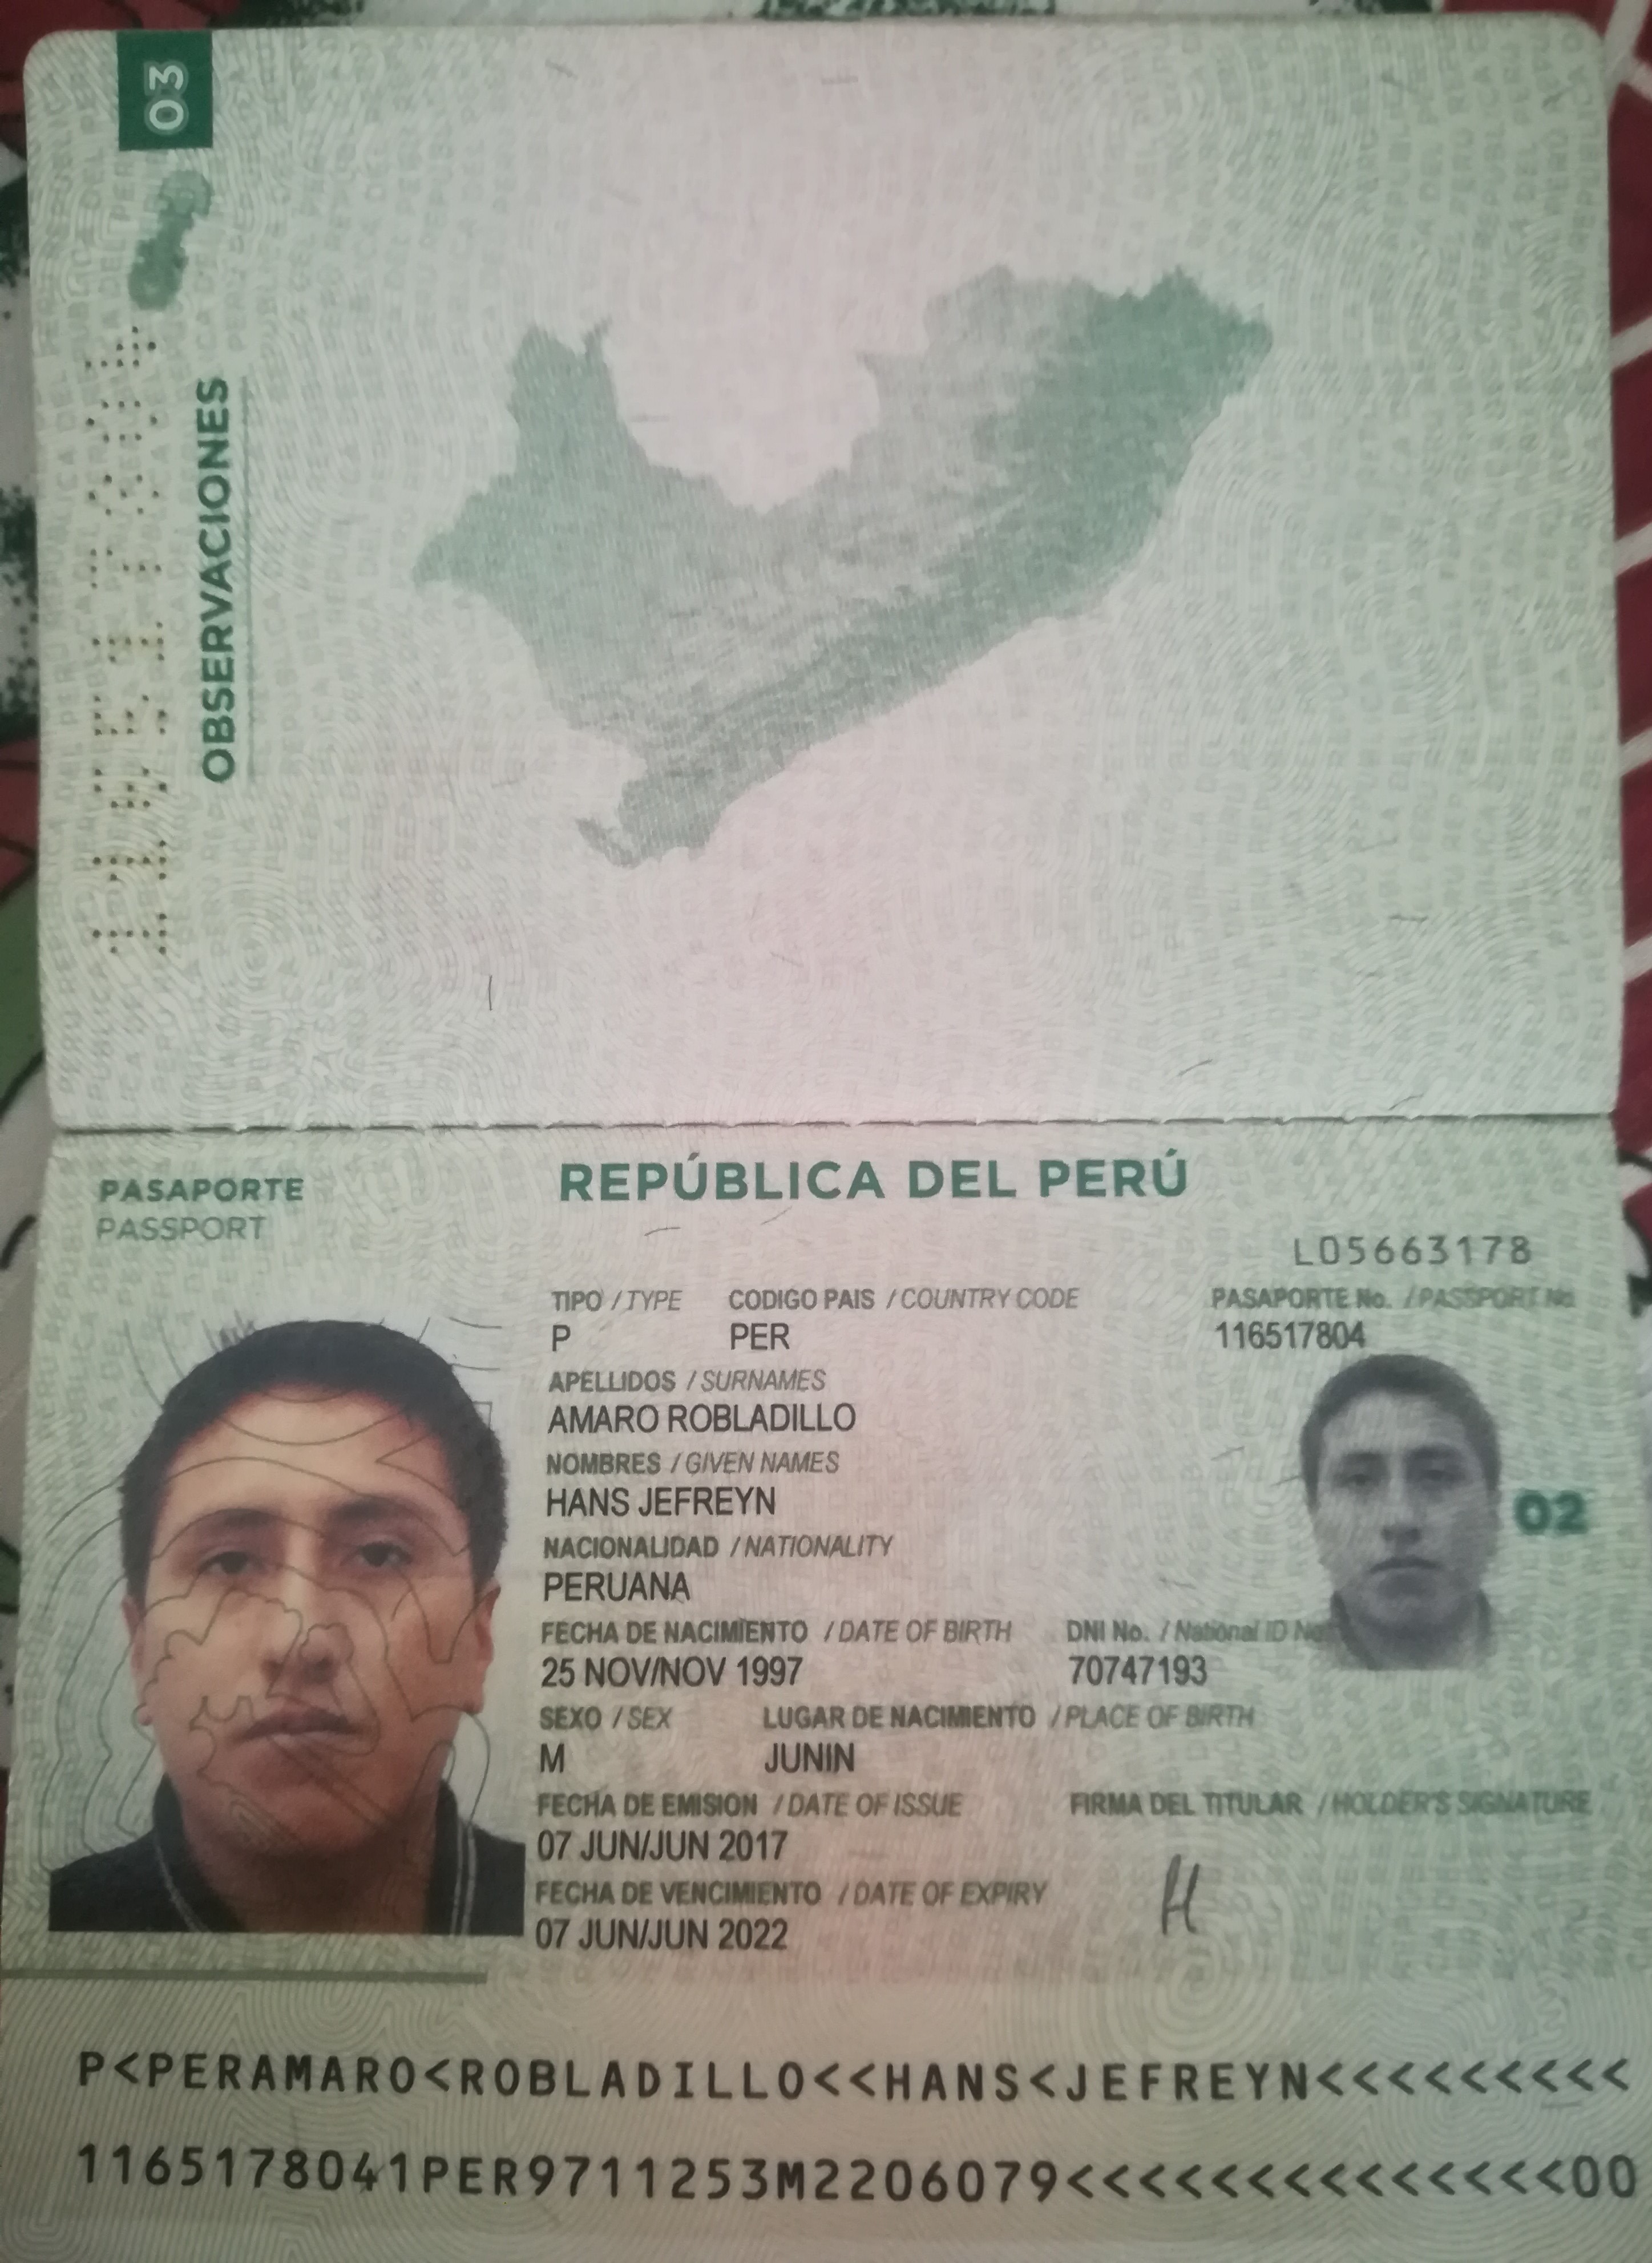 03
OBSERVACIONES
PASAPORTE
PASSPORT
REPÚBLICA DEL PERÚ
L05663178
TIPO / TYPE CODIGO PAIS / COUNTRY CODE PASAPORTE No. / PASSPORT No.
P PER 116517804
APELLIDOS / SURNAMES
AMARO ROBLADILLO
NOMBRES / GIVEN NAMES
HANS JEFREYN
02
NACIONALIDAD / NATIONALITY
PERUANA
FECHA DE NACIMIENTO / DATE OF BIRTH DNI No. / National ID No.
25 NOV/NOV 1997 70747193
SEXO / SEX LUGAR DE NACIMIENTO / PLACE OF BIRTH
M JUNIN
FECHA DE EMISION / DATE OF ISSUE FIRMA DEL TITULAR / HOLDER'S SIGNATURE
07 JUN/JUN 2017
FECHA DE VENCIMIENTO / DATE OF EXPIRY
07 JUN/JUN 2022
P<PERAMARO<ROBLADILLO<<HANS<JEFREYN<<<<<<<<<
1165178041PER9711253M2206079<<<<<<<<<<<<<<00